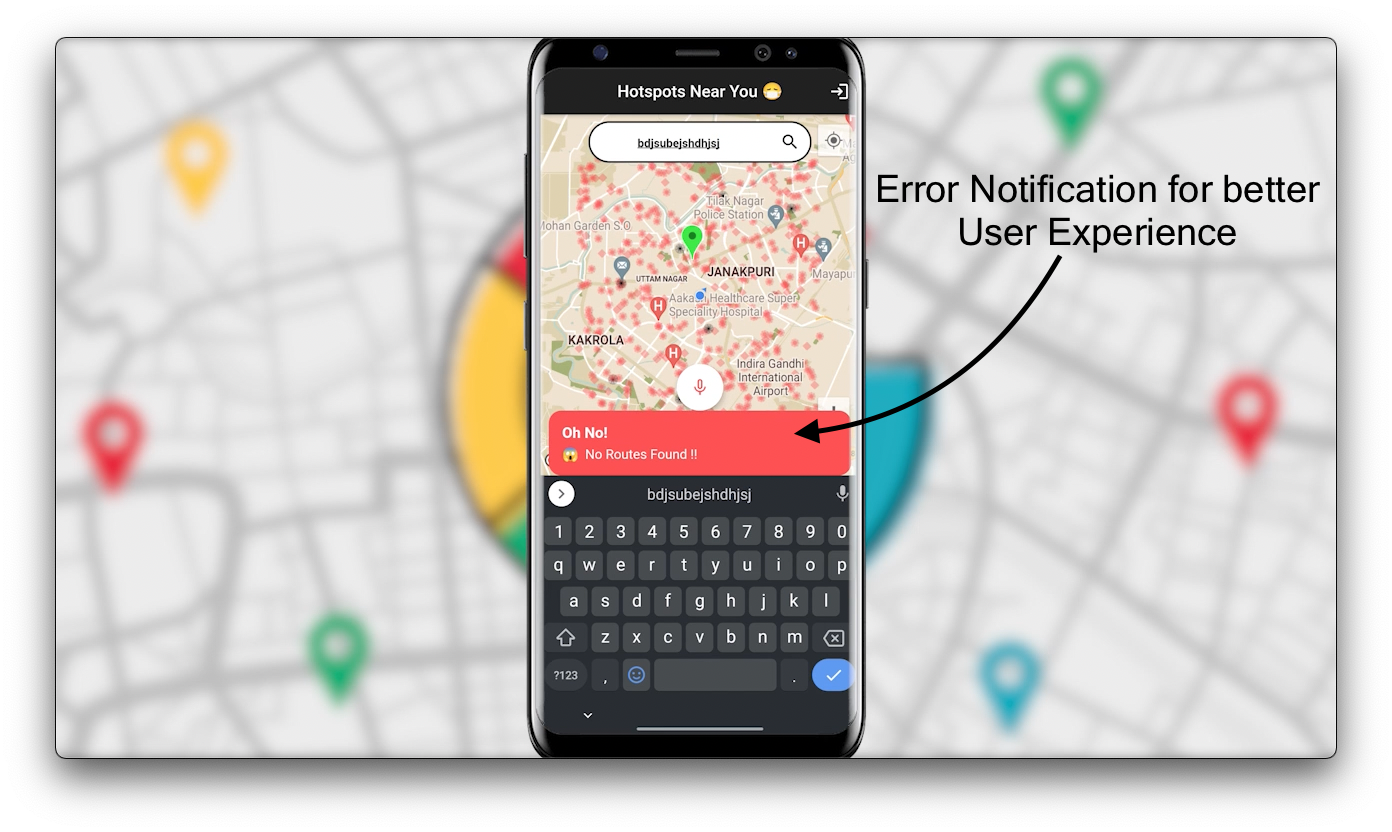 Hotspots Near You 😷
bdjsubejshdhjsj
Error Notification for better
User Experience
Tilak Nagar
Police Station
Mohan Garden S.O
H
JANAKPURI
Mayapu
UTTAM NAGAR
H
Aakash Healthcare Super
Speciality Hospital
KAKROLA
H
Indira Gandhi
International
Airport
Oh No!
😱 No Routes Found !!
bdjsubejshdhjsj
1 2 3 4 5 6 7 8 9 0
q w e r t y u i o p
a s d f g h j k l
z x c v b n m
?123 , .